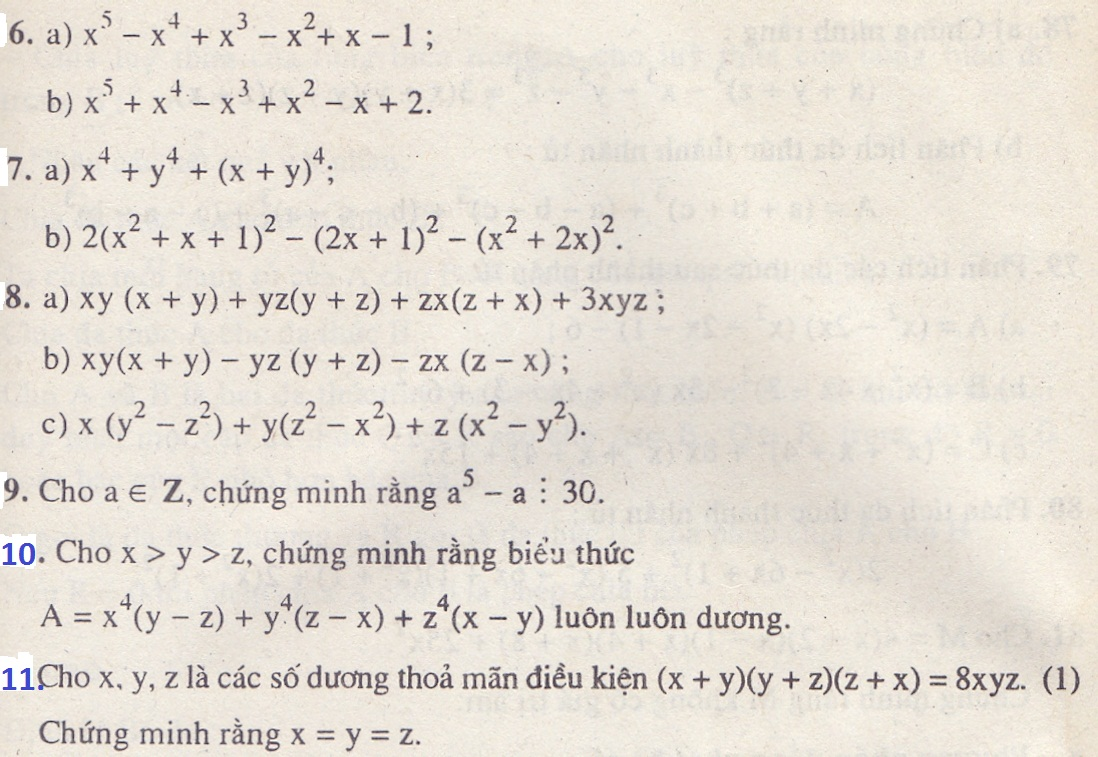 6. a) x⁵ − x⁴ + x³ − x² + x − 1 ;
b) x⁵ + x⁴ − x³ + x² − x + 2.
7. a) x⁴ + y⁴ + (x + y)⁴;
b) 2(x² + x + 1)² − (2x + 1)² − (x² + 2x)².
8. a) xy (x + y) + yz(y + z) + zx(z + x) + 3xyz ;
b) xy(x + y) − yz (y + z) − zx (z − x) ;
c) x (y² − z²) + y(z² − x²) + z (x² − y²).
9. Cho a ∈ Z, chứng minh rằng a⁵ − a ⋮ 30.
10. Cho x > y > z, chứng minh rằng biểu thức
A = x⁴(y − z) + y⁴(z − x) + z⁴(x − y) luôn luôn dương.
11. Cho x, y, z là các số dương thoả mãn điều kiện (x + y)(y + z)(z + x) = 8xyz. (1)
Chứng minh rằng x = y = z.